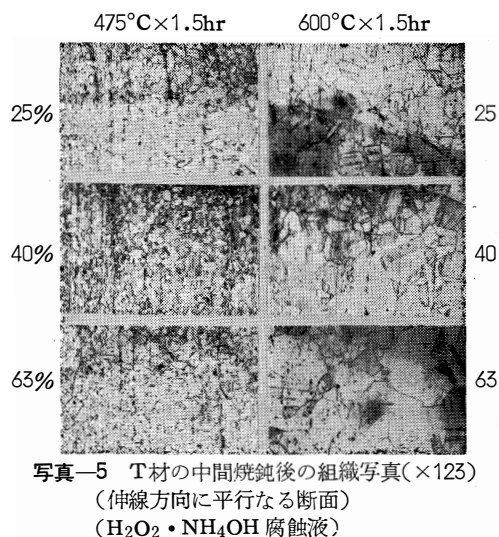 475°C×1.5hr 600°C×1.5hr
25% 25
40% 40
63% 63
写真—5 T材の中間焼鈍後の組織写真(×123)
(伸線方向に平行なる断面)
(H₂O₂・NH₄OH 腐蝕液)